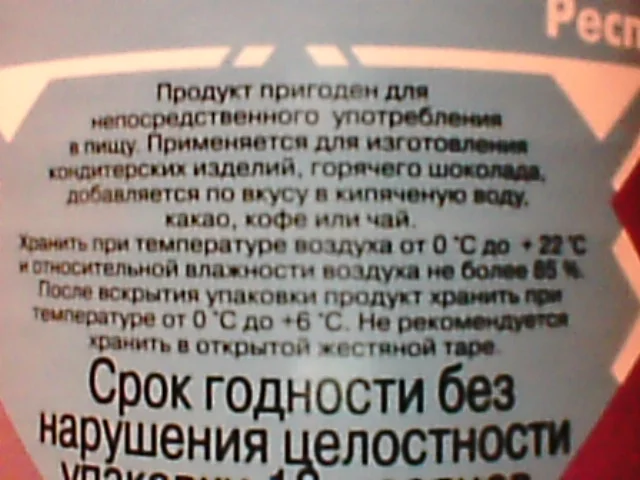 Респ
Продукт пригоден для
непосредственного употребления
в пищу. Применяется для изготовления
кондитерских изделий, горячего шоколада,
добавляется по вкусу в кипяченую воду,
какао, кофе или чай.
Хранить при температуре воздуха от 0 °С до +22 °С
и относительной влажности воздуха не более 85 %.
После вскрытия упаковки продукт хранить при
температуре от 0 °С до +6 °С. Не рекомендуется
хранить в открытой жестяной таре.
Срок годности без
нарушения целостности
упаковки